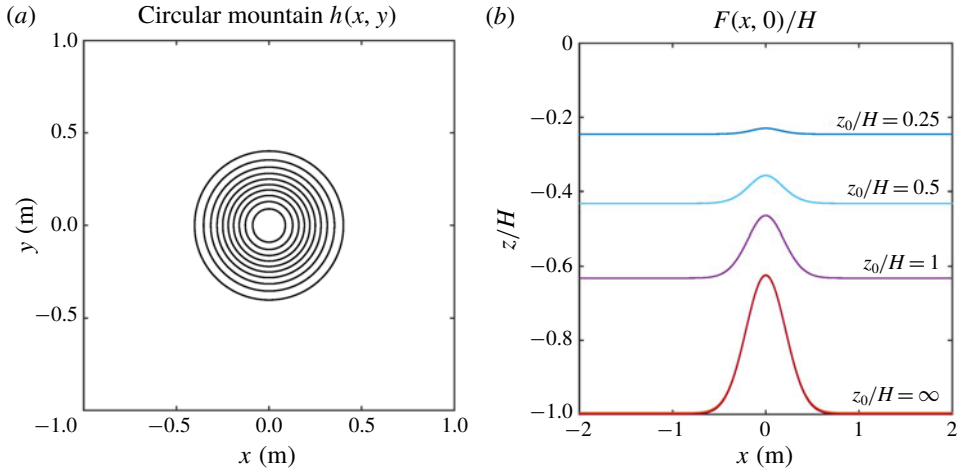 (a) Circular mountain h(x, y)
1.0
0.5
0.0
−0.5
−1.0
y (m)
−1.0 −0.5 0.0 0.5 1.0
x (m)
(b) F(x, 0)/H
0
−0.2
−0.4
−0.6
−0.8
−1.0
z/H
z₀/H = 0.25
z₀/H = 0.5
z₀/H = 1
z₀/H = ∞
−2 −1 0 1 2
x (m)